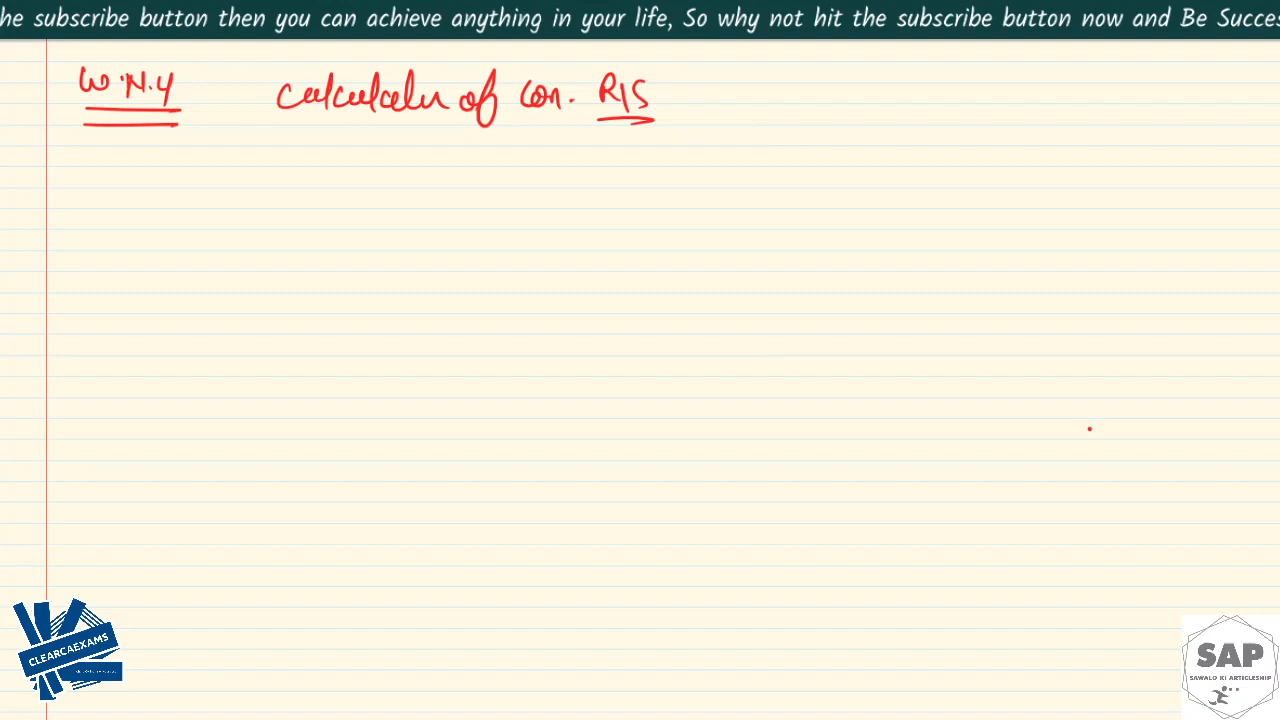 he subscribe button then you can achieve anything in your life, So why not hit the subscribe button now and Be Succes
W.N.4 Calculatn of Con. R/S
CLEARCAEXAMS
SAP
SAWALO KI ARTICLESHIP